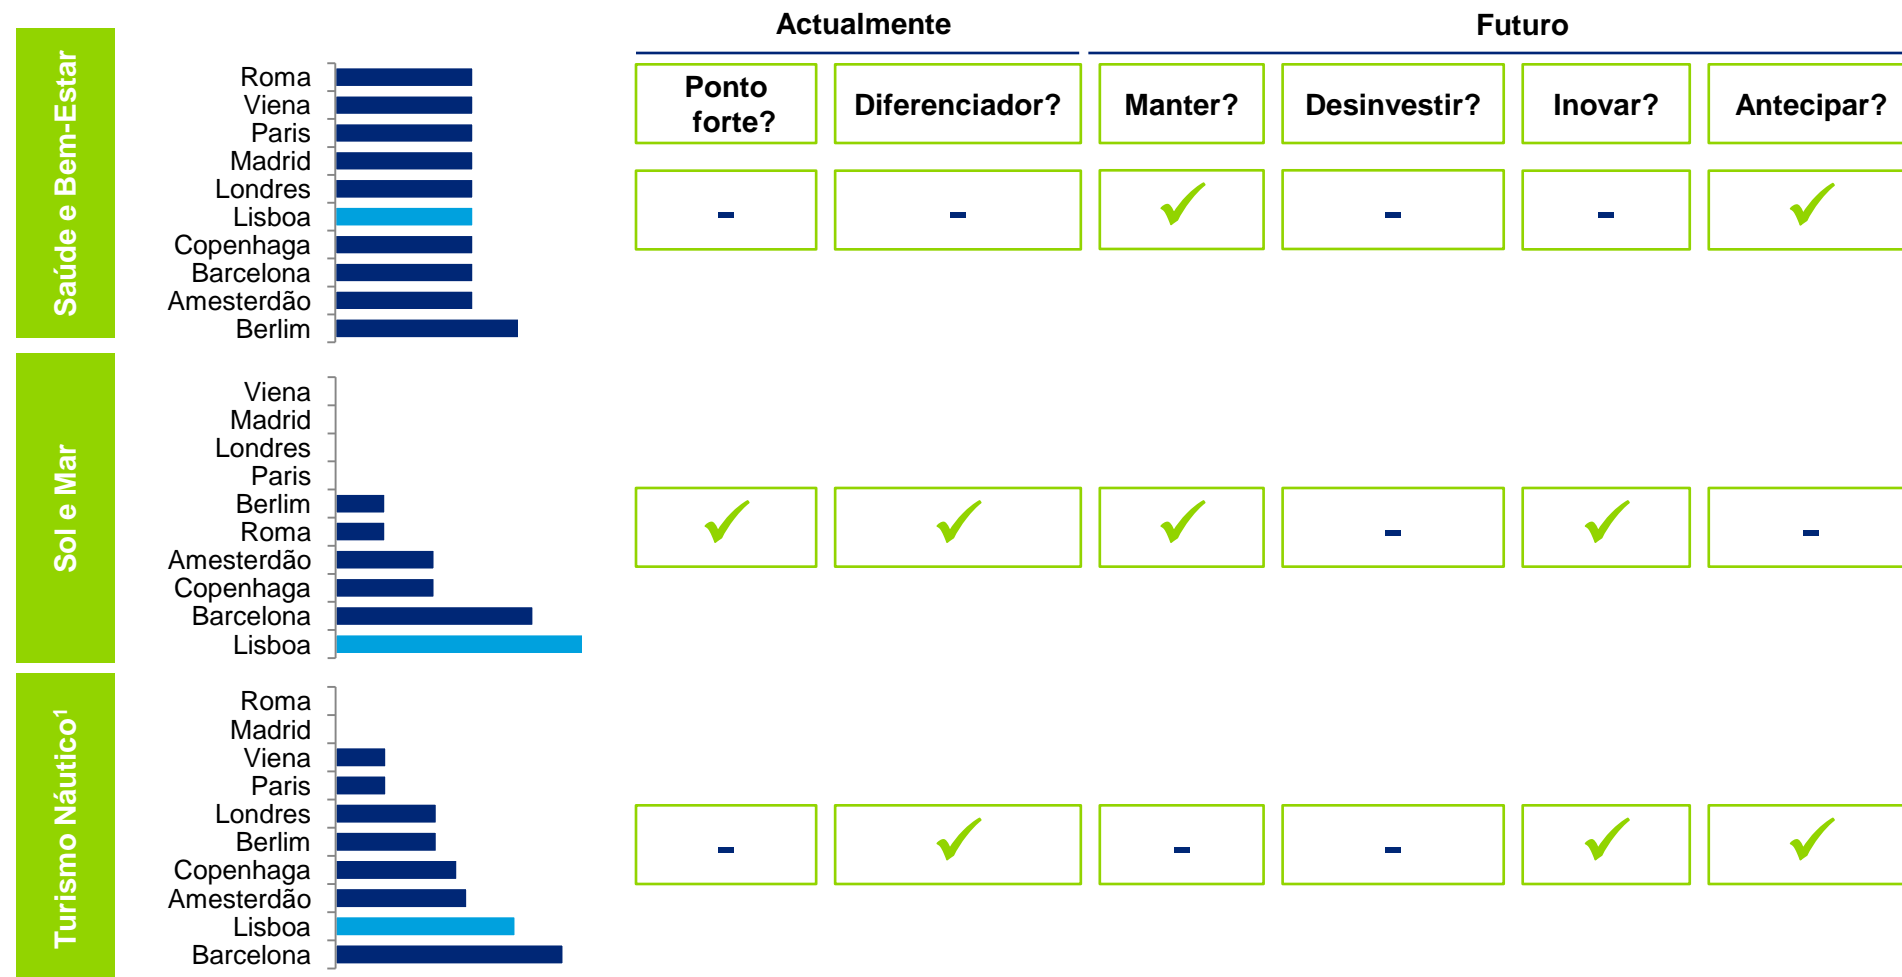 Actualmente
Futuro
Ponto forte?
Diferenciador?
Manter?
Desinvestir?
Inovar?
Antecipar?
Saúde e Bem-Estar
Roma
Viena
Paris
Madrid
Londres
Lisboa
Copenhaga
Barcelona
Amesterdão
Berlim
- - ✓ - - ✓
Sol e Mar
Viena
Madrid
Londres
Paris
Berlim
Roma
Amesterdão
Copenhaga
Barcelona
Lisboa
✓ ✓ ✓ - ✓ -
Turismo Náutico¹
Roma
Madrid
Viena
Paris
Londres
Berlim
Copenhaga
Amesterdão
Lisboa
Barcelona
- ✓ - - ✓ ✓